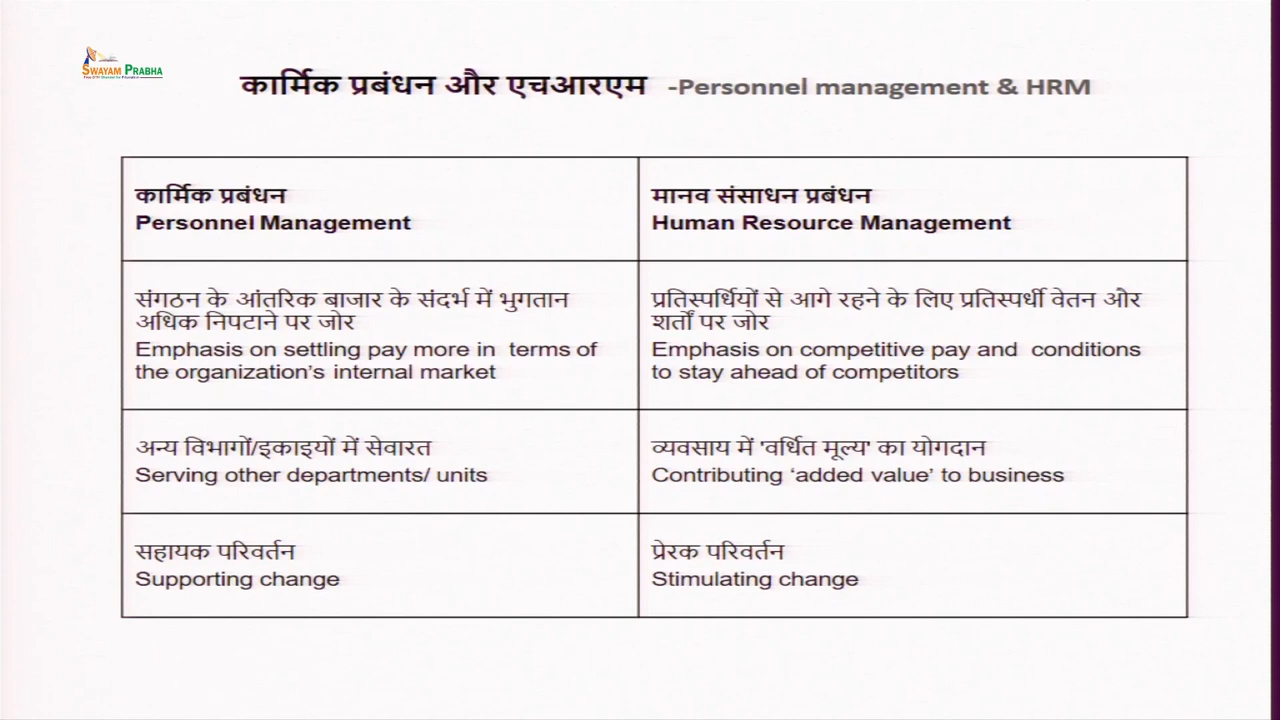 SWAYAM PRABHA
कार्मिक प्रबंधन और एचआरएम -Personnel management & HRM
कार्मिक प्रबंधन
Personnel Management
मानव संसाधन प्रबंधन
Human Resource Management
संगठन के आंतरिक बाजार के संदर्भ में भुगतान
अधिक निपटाने पर जोर
Emphasis on settling pay more in terms of
the organization's internal market
प्रतिस्पर्धियों से आगे रहने के लिए प्रतिस्पर्धी वेतन और
शर्तों पर जोर
Emphasis on competitive pay and conditions
to stay ahead of competitors
अन्य विभागों/इकाइयों में सेवारत
Serving other departments/ units
व्यवसाय में 'वर्धित मूल्य' का योगदान
Contributing ‘added value’ to business
सहायक परिवर्तन
Supporting change
प्रेरक परिवर्तन
Stimulating change